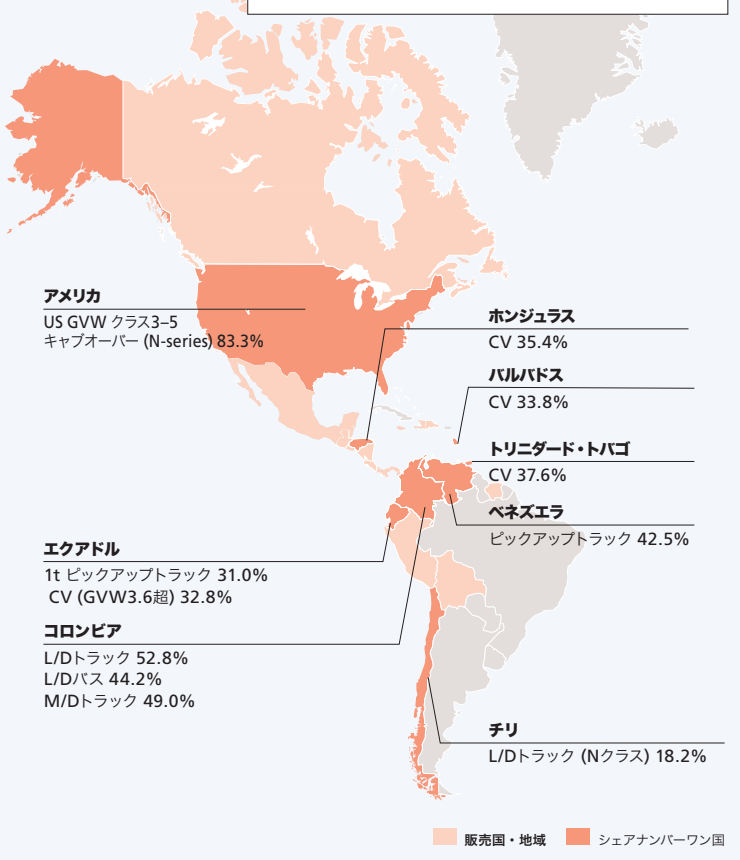 アメリカ
US GVW クラス3–5
キャブオーバー (N-series) 83.3%
ホンジュラス
CV 35.4%
バルバドス
CV 33.8%
トリニダード・トバゴ
CV 37.6%
ベネズエラ
ピックアップトラック 42.5%
エクアドル
1t ピックアップトラック 31.0%
CV (GVW3.6超) 32.8%
コロンビア
L/Dトラック 52.8%
L/Dバス 44.2%
M/Dトラック 49.0%
チリ
L/Dトラック (Nクラス) 18.2%
販売国・地域 シェアナンバーワン国